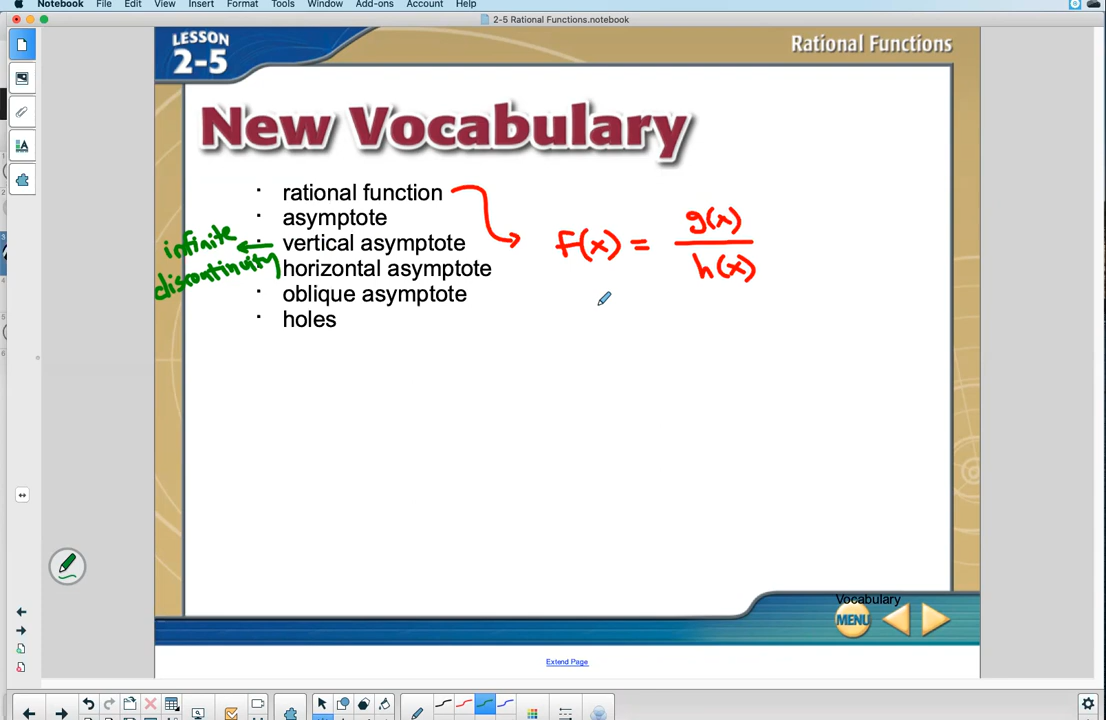 Notebook File Edit View Insert Format Tools Window Add-ons Account Help
2-5 Rational Functions.notebook
LESSON
2-5
Rational Functions
New Vocabulary
· rational function
· asymptote
· vertical asymptote
horizontal asymptote
· oblique asymptote
· holes
infinite
discontinuity
f(x) = g(x)
h(x)
Vocabulary
MENU
Extend Page